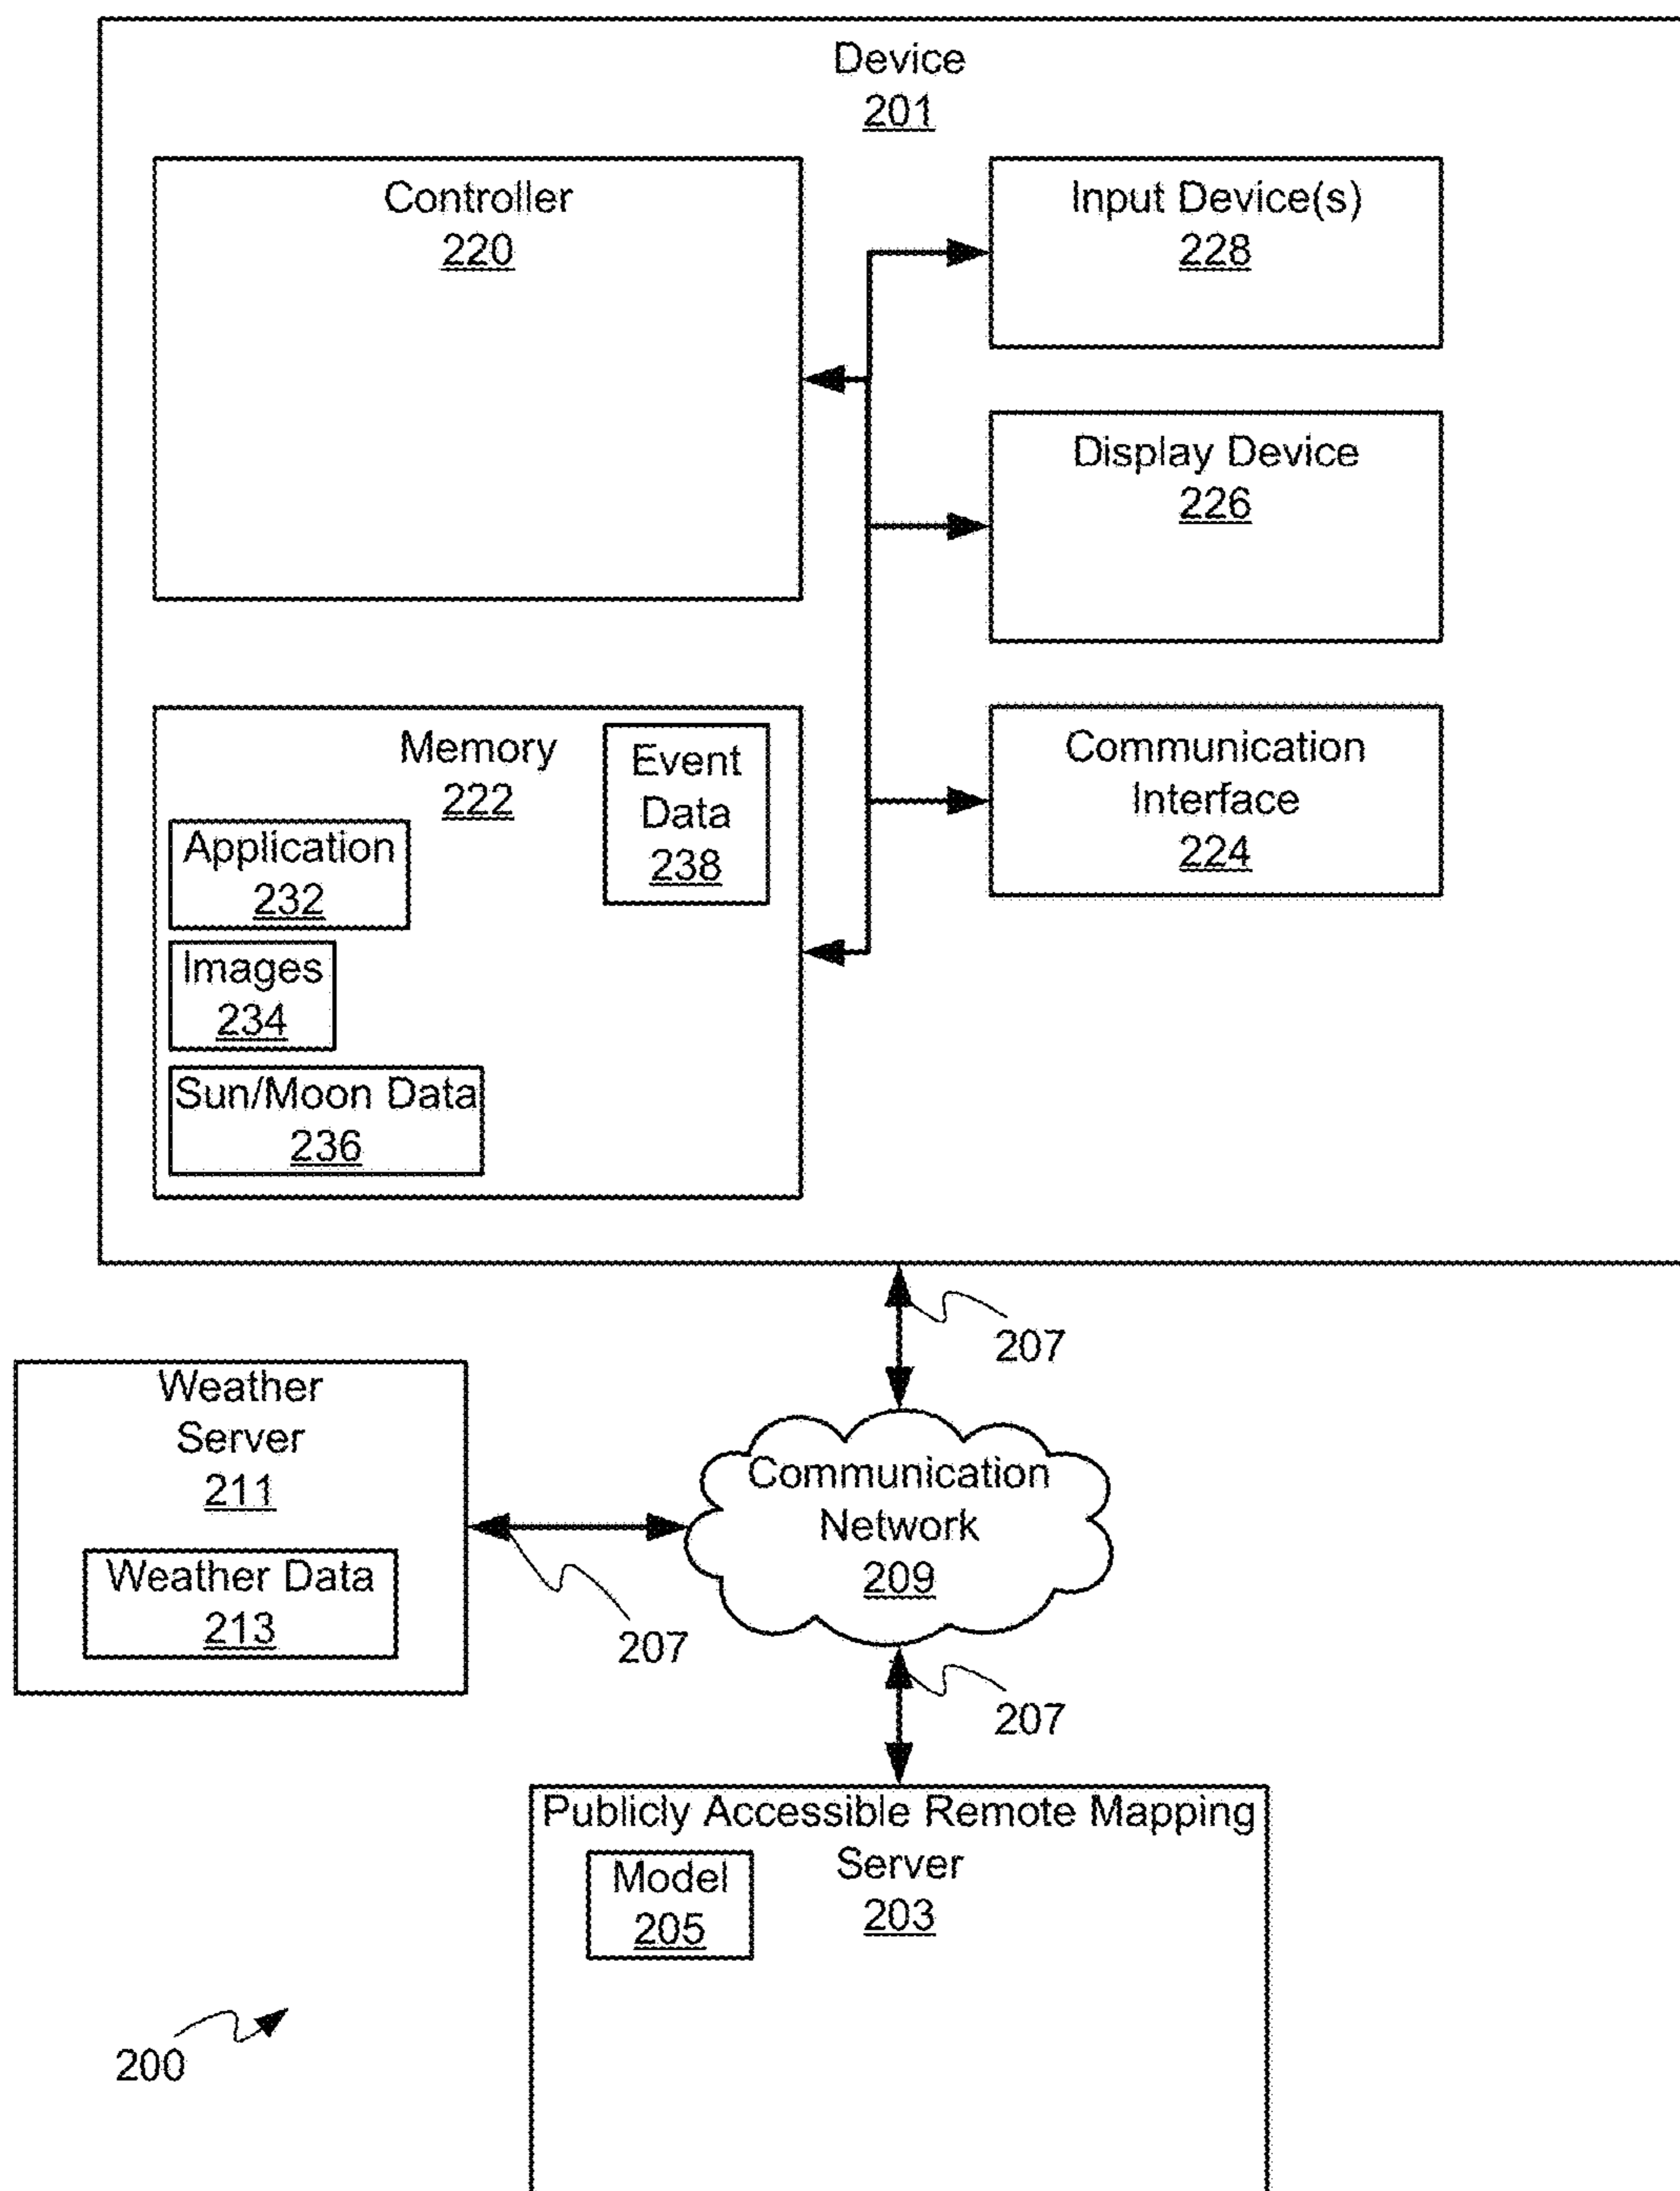 Device
201
Controller
220
Input Device(s)
228
Display Device
226
Memory
222
Event
Data
238
Application
232
Images
234
Sun/Moon Data
236
Communication
Interface
224
207
Weather
Server
211
Weather Data
213
207
Communication
Network
209
207
Publicly Accessible Remote Mapping
Server
203
Model
205
200